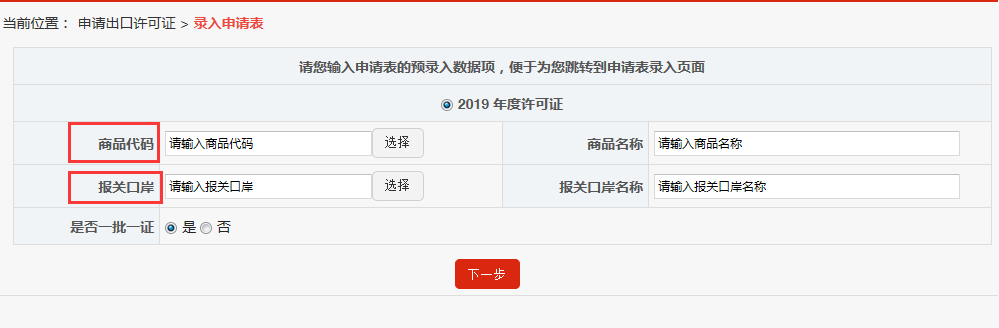 当前位置： 申请出口许可证 > 录入申请表
请您输入申请表的预录入数据项，便于为您跳转到申请表录入页面
2019 年度许可证
商品代码 请输入商品代码 选择 商品名称 请输入商品名称
报关口岸 请输入报关口岸 选择 报关口岸名称 请输入报关口岸名称
是否一批一证 是 否
下一步